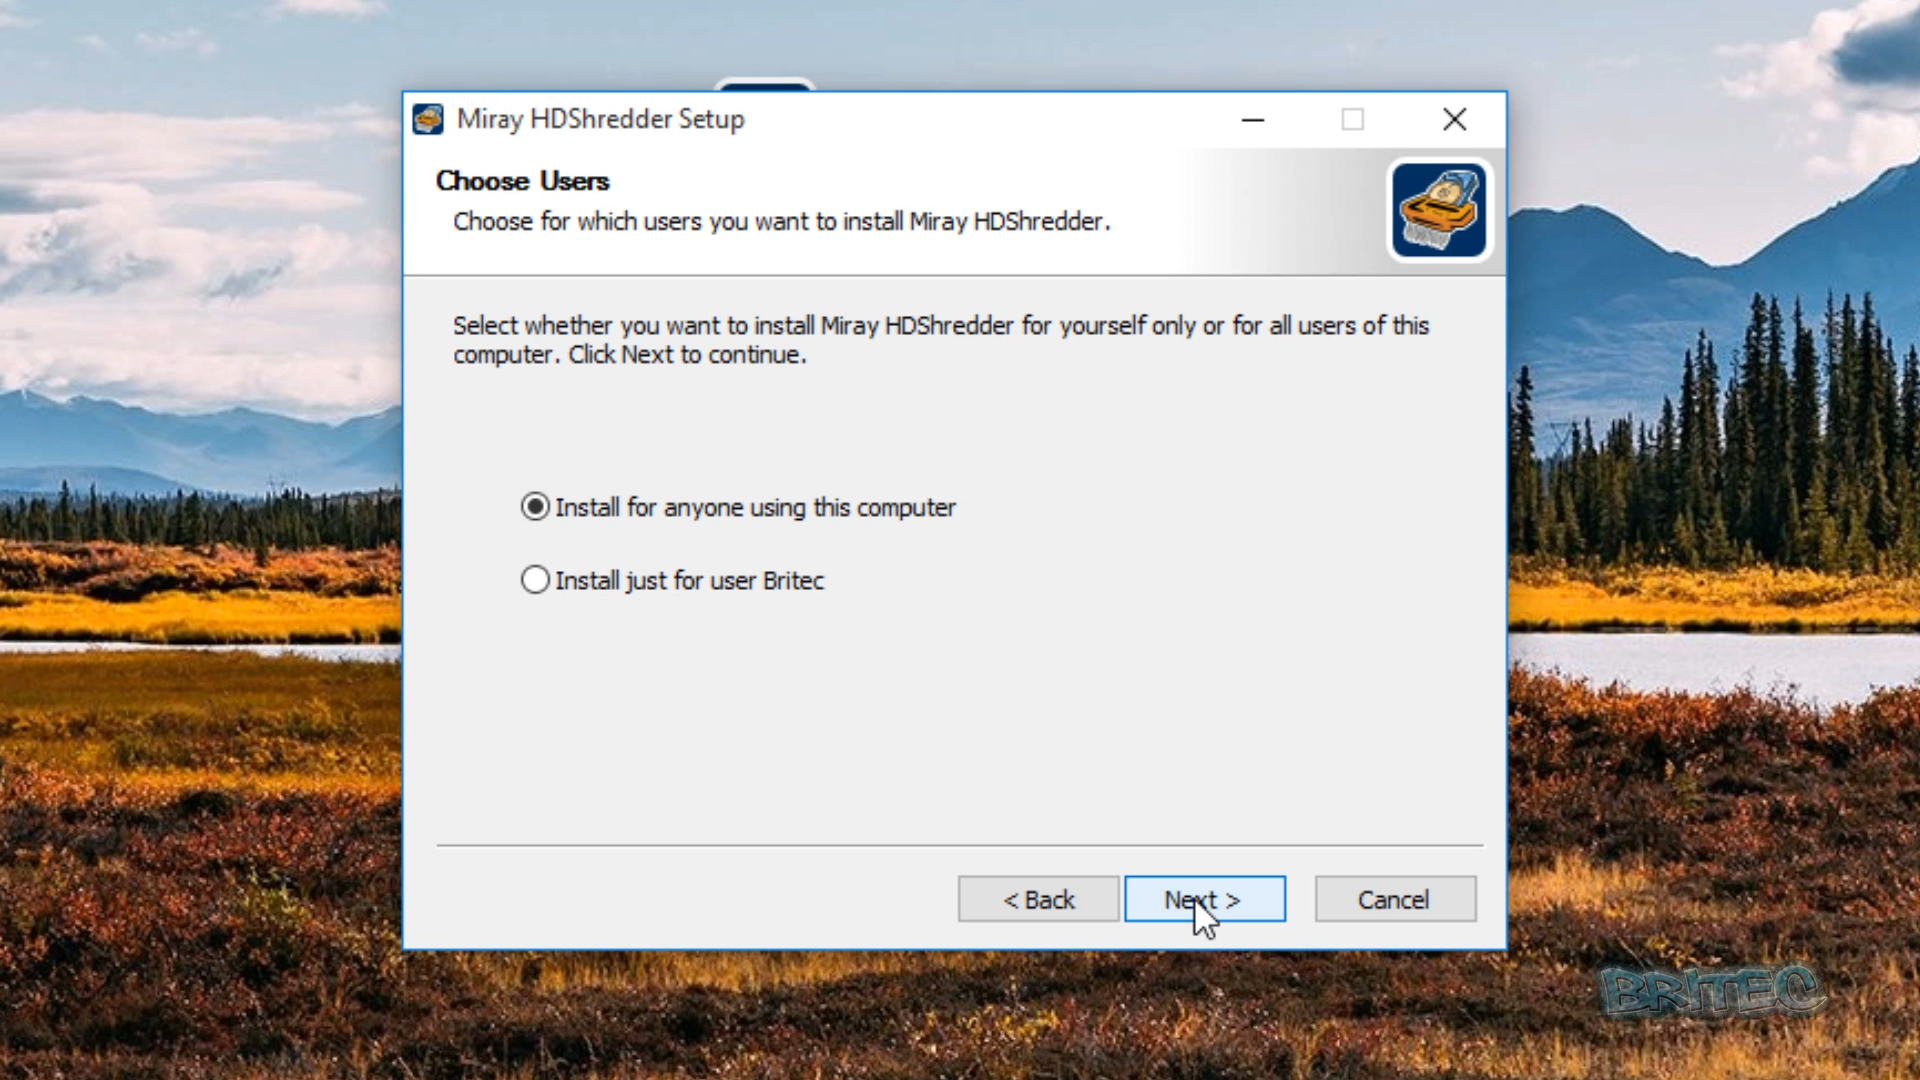 Miray HDShredder Setup
Choose Users
Choose for which users you want to install Miray HDShredder.
Select whether you want to install Miray HDShredder for yourself only or for all users of this
computer. Click Next to continue.
Install for anyone using this computer
Install just for user Britec
< Back
Next >
Cancel
BRITEC